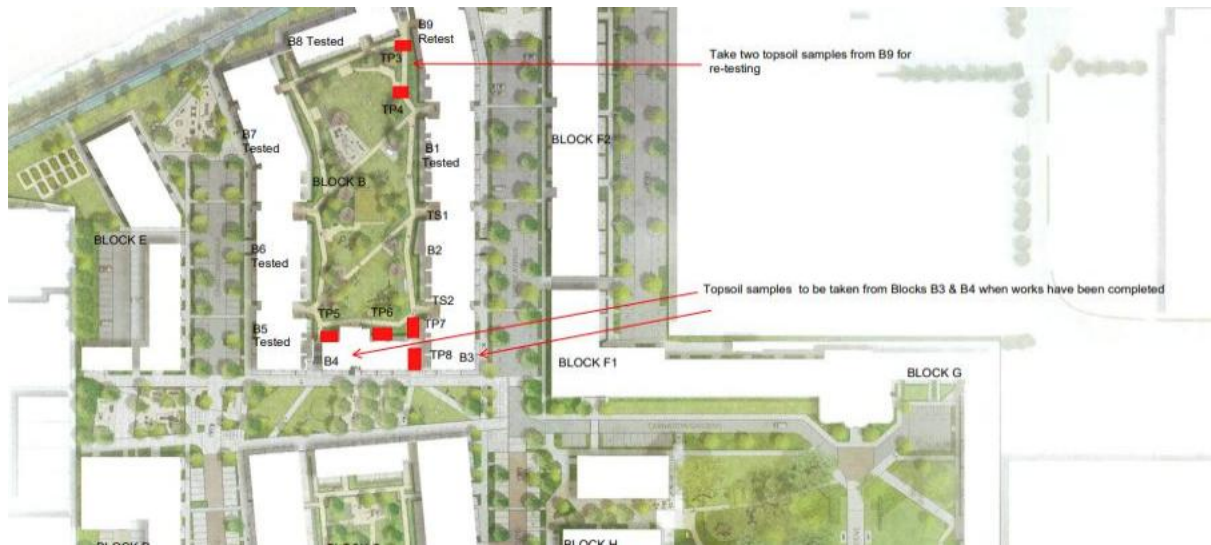 B9
Retest
B8 Tested
TP3
Take two topsoil samples from B9 for
re-testing
TP4
B7
Tested
BLOCK F2
B1
Tested
BLOCK B
TS1
BLOCK E
B6
Tested
B2
Topsoil samples to be taken from Blocks B3 & B4 when works have been completed
TS2
TP5
TP6
TP7
B5
Tested
B4
TP8
B3
BLOCK F1
BLOCK G
BLOCK H